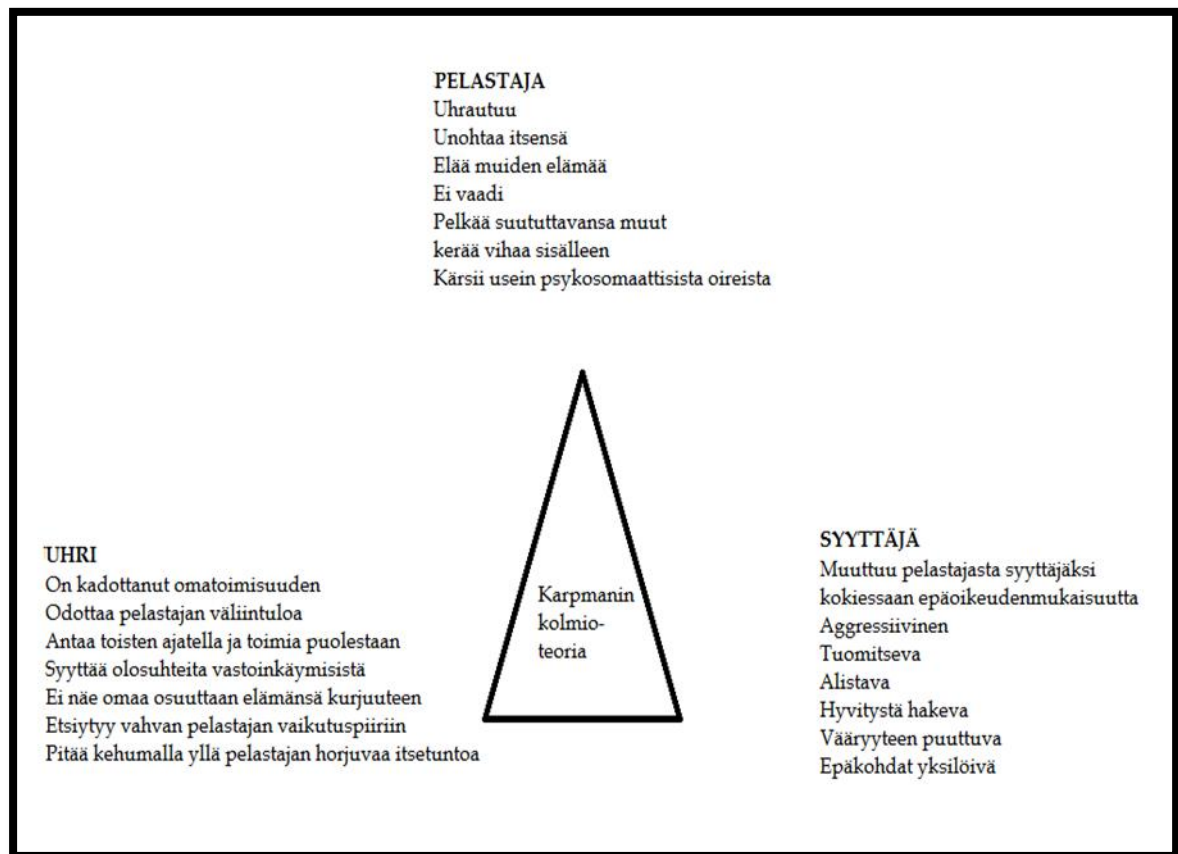 PELASTAJA
Uhrautuu
Unohtaa itsensä
Elää muiden elämää
Ei vaadi
Pelkää suututtavansa muut
kerää vihaa sisälleen
Kärsii usein psykosomaattisista oireista
UHRI
On kadottanut omatoimisuuden
Odottaa pelastajan väliintuloa
Antaa toisten ajatella ja toimia puolestaan
Syyttää olosuhteita vastoinkäymisistä
Ei näe omaa osuuttaan elämänsä kurjuuteen
Etsiytyy vahvan pelastajan vaikutuspiiriin
Pitää kehumalla yllä pelastajan horjuvaa itsetuntoa
Karpmanin
kolmio-
teoria
SYYTTÄJÄ
Muuttuu pelastajasta syyttäjäksi
kokiessaan epäoikeudenmukaisuutta
Aggressiivinen
Tuomitseva
Alistava
Hyvitystä hakeva
Vääryyteen puuttuva
Epäkohdat yksilöivä